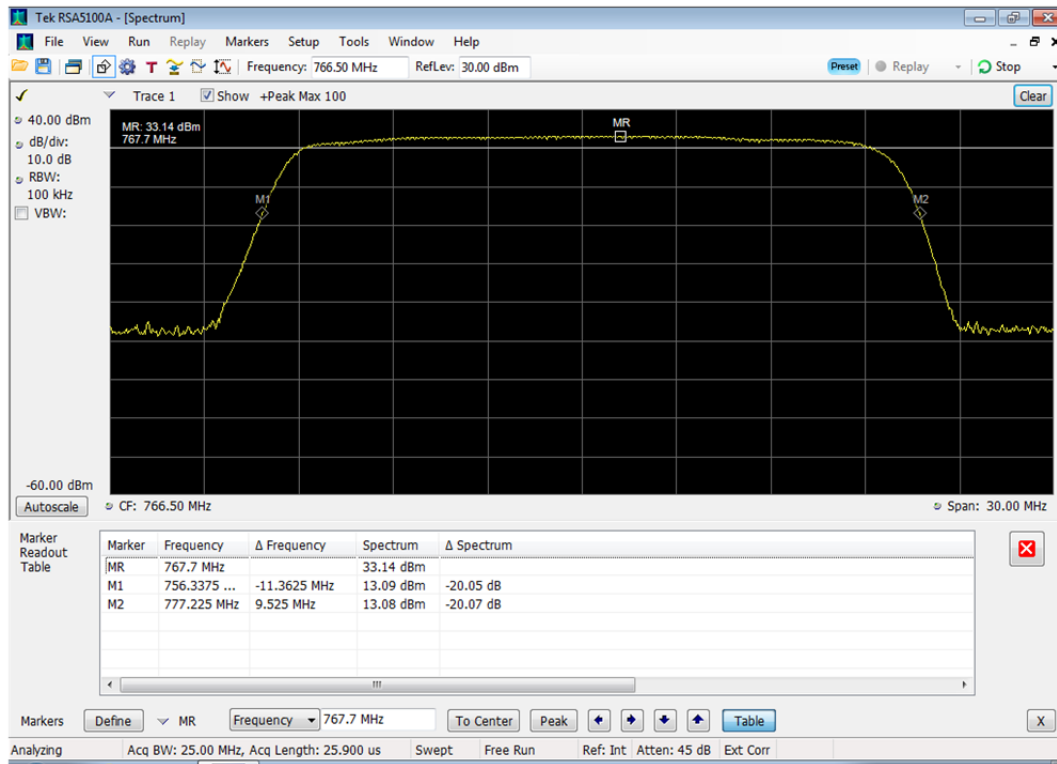 Tek RSA5100A - [Spectrum]
File View Run Replay Markers Setup Tools Window Help
T Frequency: 766.50 MHz RefLev: 30.00 dBm Preset Replay Stop
Trace 1 Show +Peak Max 100 Clear
40.00 dBm
dB/div:
10.0 dB
RBW:
100 kHz
VBW:
MR: 33.14 dBm
767.7 MHz
MR
M1
M2
-60.00 dBm
Autoscale CF: 766.50 MHz Span: 30.00 MHz
Marker
Readout
Table
Marker Frequency Δ Frequency Spectrum Δ Spectrum
MR 767.7 MHz 33.14 dBm
M1 756.3375 ... -11.3625 MHz 13.09 dBm -20.05 dB
M2 777.225 MHz 9.525 MHz 13.08 dBm -20.07 dB
Markers Define MR Frequency 767.7 MHz To Center Peak Table X
Analyzing Acq BW: 25.00 MHz, Acq Length: 25.900 us Swept Free Run Ref: Int Atten: 45 dB Ext Corr